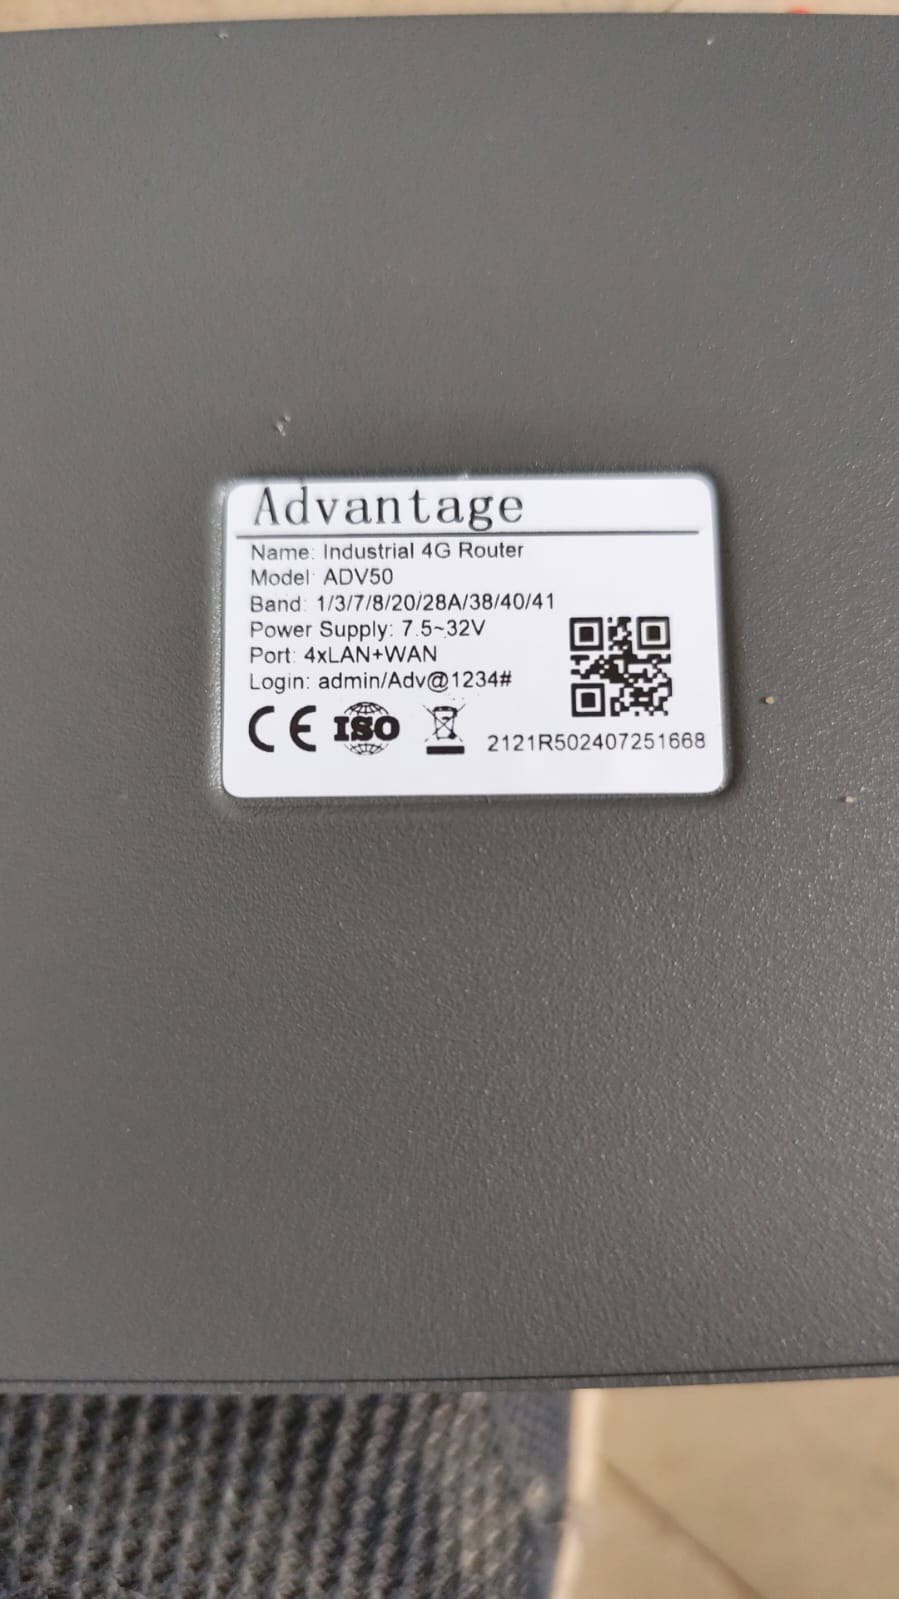 Advantage
Name: Industrial 4G Router
Model: ADV50
Band: 1/3/7/8/20/28A/38/40/41
Power Supply: 7.5~32V
Port: 4xLAN+WAN
Login: admin/Adv@1234#
CE ISO
2121R502407251668